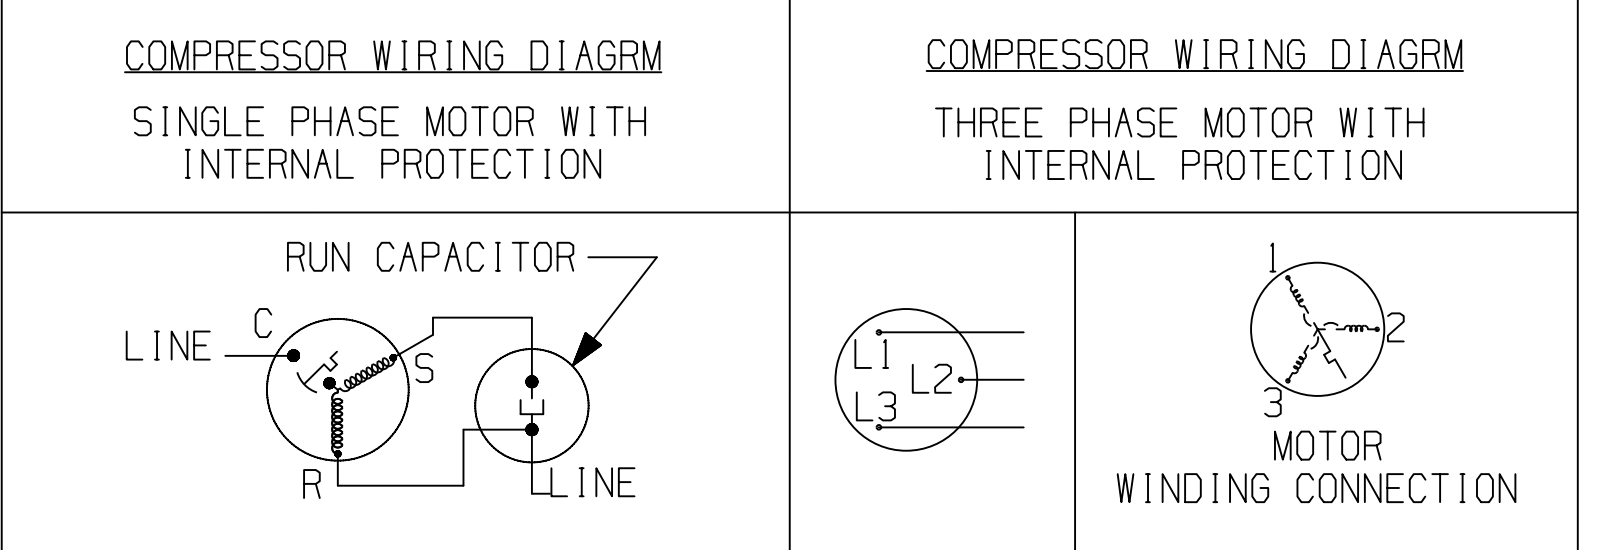 COMPRESSOR WIRING DIAGRM
SINGLE PHASE MOTOR WITH
INTERNAL PROTECTION
COMPRESSOR WIRING DIAGRM
THREE PHASE MOTOR WITH
INTERNAL PROTECTION
RUN CAPACITOR
C
LINE
S
R
LINE
L1
L2
L3
1
2
3
MOTOR
WINDING CONNECTION